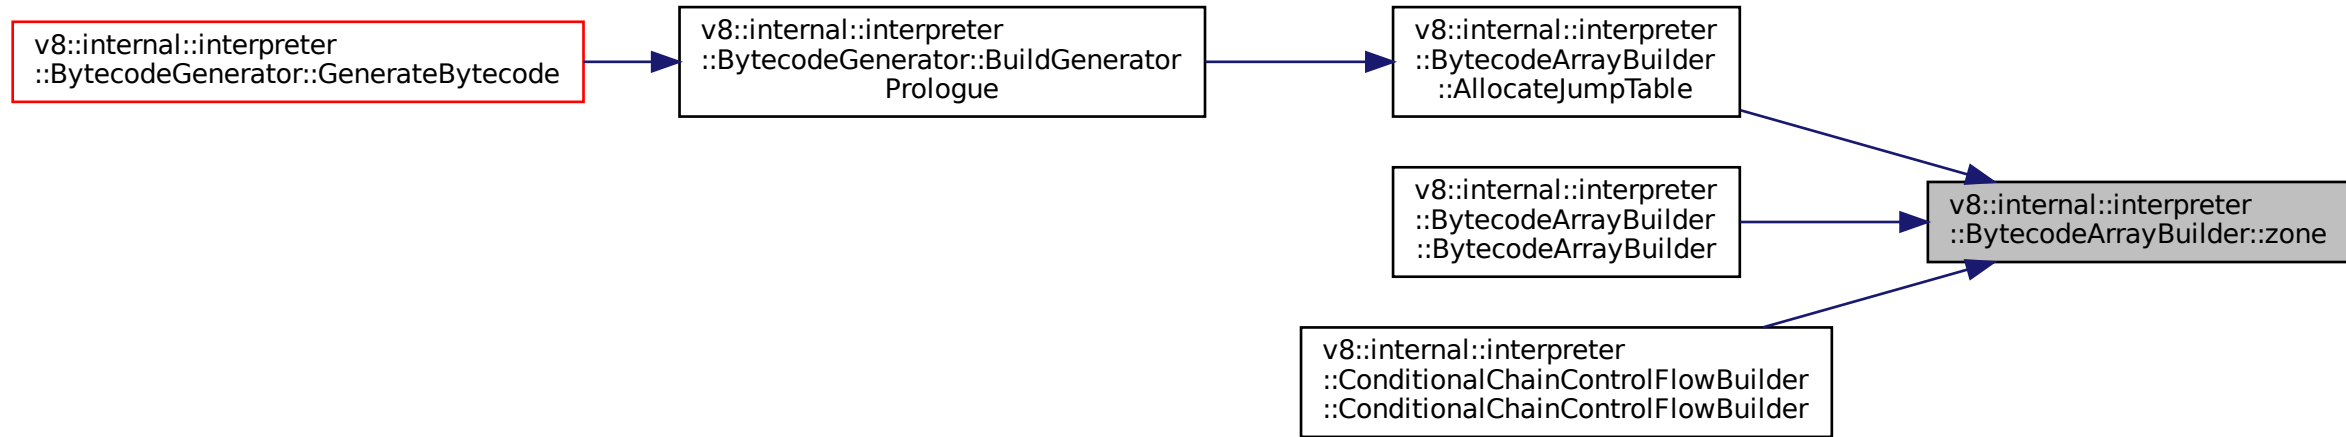 v8::internal::interpreter
::BytecodeGenerator::GenerateBytecode
v8::internal::interpreter
::BytecodeGenerator::BuildGenerator
Prologue
v8::internal::interpreter
::BytecodeArrayBuilder
::AllocateJumpTable
v8::internal::interpreter
::BytecodeArrayBuilder
::BytecodeArrayBuilder
v8::internal::interpreter
::ConditionalChainControlFlowBuilder
::ConditionalChainControlFlowBuilder
v8::internal::interpreter
::BytecodeArrayBuilder::zone